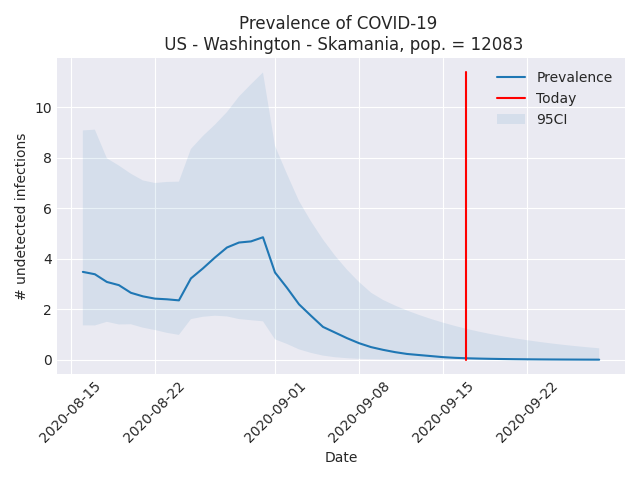 Prevalence of COVID-19
US - Washington - Skamania, pop. = 12083
# undetected infections
10
8
6
4
2
0
Prevalence
Today
95CI
2020-08-15
2020-08-22
2020-09-01
2020-09-08
2020-09-15
2020-09-22
Date